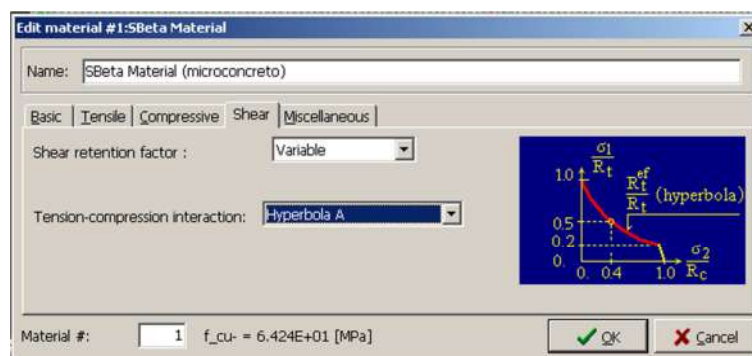 Edit material #1:SBeta Material
Name: SBeta Material (microconcreto)
Basic Tensile Compressive Shear Miscellaneous
Shear retention factor : Variable
Tension-compression interaction: Hyperbola A
σ1
Rt
1.0
Rt ef
Rt
(hyperbola)
0.5
0.2
0.
σ2
Rc
0. 0.4 1.0
Material #: 1 f_cu- = 6.424E+01 [MPa] OK Cancel